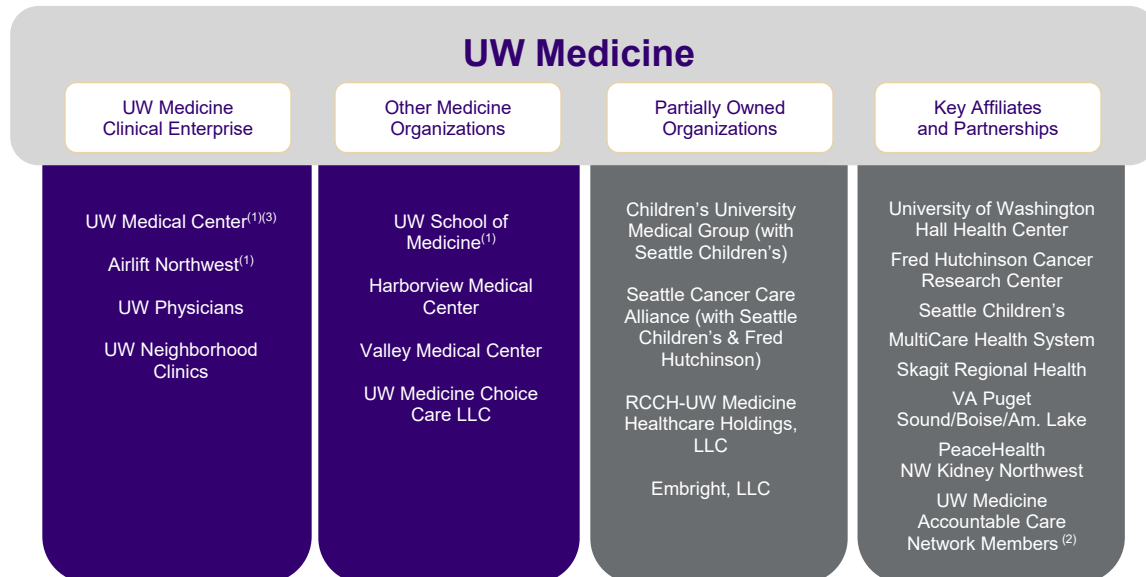 UW Medicine
UW Medicine
Clinical Enterprise
Other Medicine
Organizations
Partially Owned
Organizations
Key Affiliates
and Partnerships
UW Medical Center(1)(3)
Airlift Northwest(1)
UW Physicians
UW Neighborhood
Clinics
UW School of
Medicine(1)
Harborview Medical
Center
Valley Medical Center
UW Medicine Choice
Care LLC
Children’s University
Medical Group (with
Seattle Children’s)
Seattle Cancer Care
Alliance (with Seattle
Children’s & Fred
Hutchinson)
RCCH-UW Medicine
Healthcare Holdings,
LLC
Embright, LLC
University of Washington
Hall Health Center
Fred Hutchinson Cancer
Research Center
Seattle Children’s
MultiCare Health System
Skagit Regional Health
VA Puget
Sound/Boise/Am. Lake
PeaceHealth
NW Kidney Northwest
UW Medicine
Accountable Care
Network Members (2)